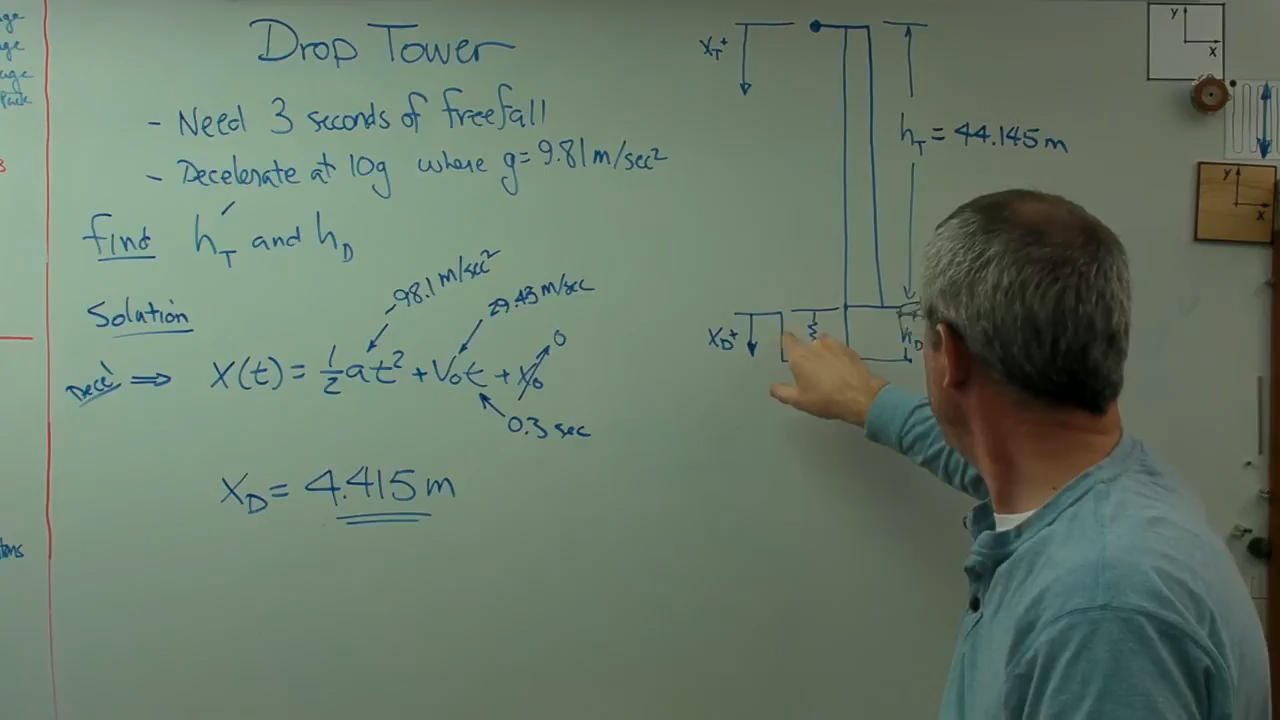 Drop Tower
- Need 3 seconds of freefall
- Decelerate at 10g where g = 9.81 m/sec²
find h_T and h_D
Solution
-98.1 m/sec²
29.43 m/sec
Decel ⇒ X(t) = ½at² + V₀t + X₀ 0
0.3 sec
X_D = 4.415 m
X_T⁺
h_T = 44.145 m
X_D⁺
h_D
y
x
y
x
age
Pack